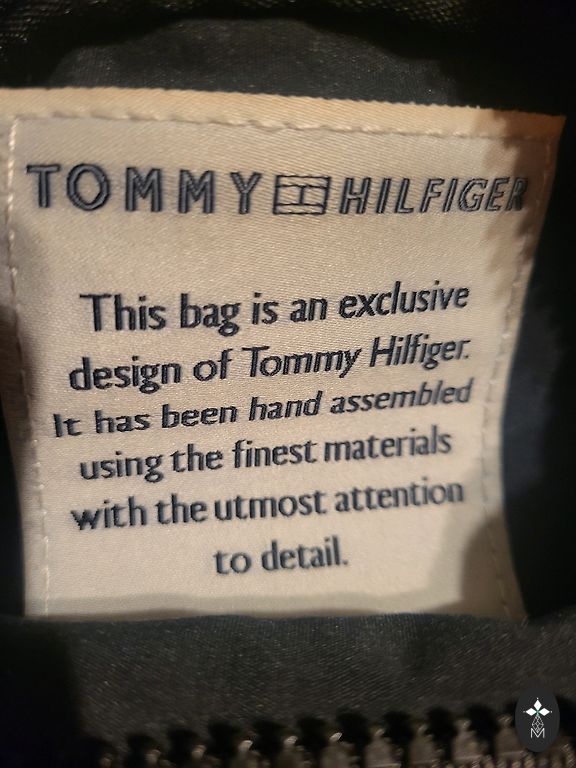 TOMMY HILFIGER
This bag is an exclusive
design of Tommy Hilfiger.
It has been hand assembled
using the finest materials
with the utmost attention
to detail.
M